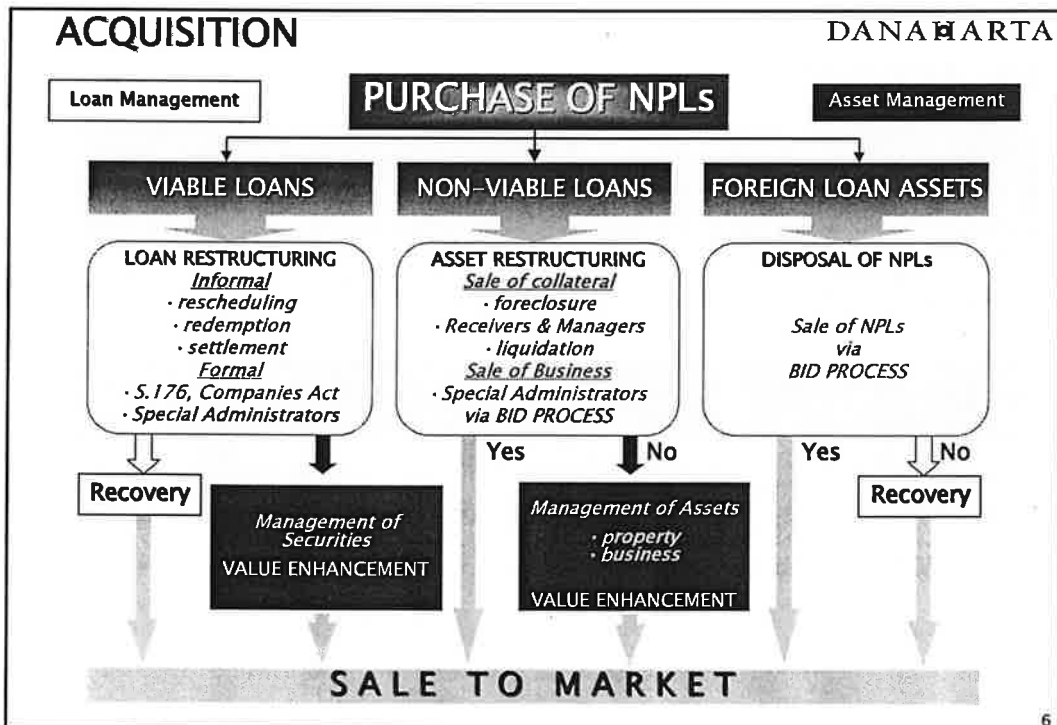 ACQUISITION
DANAHARTA
Loan Management
PURCHASE OF NPLs
Asset Management
VIABLE LOANS
NON-VIABLE LOANS
FOREIGN LOAN ASSETS
LOAN RESTRUCTURING
Informal
· rescheduling
· redemption
· settlement
Formal
· S.176, Companies Act
· Special Administrators
ASSET RESTRUCTURING
Sale of collateral
· foreclosure
· Receivers & Managers
· liquidation
Sale of Business
· Special Administrators
via BID PROCESS
DISPOSAL OF NPLs
Sale of NPLs
via
BID PROCESS
Yes
No
Yes
No
Recovery
Management of
Securities
VALUE ENHANCEMENT
Management of Assets
· property
· business
VALUE ENHANCEMENT
Recovery
SALE TO MARKET
6